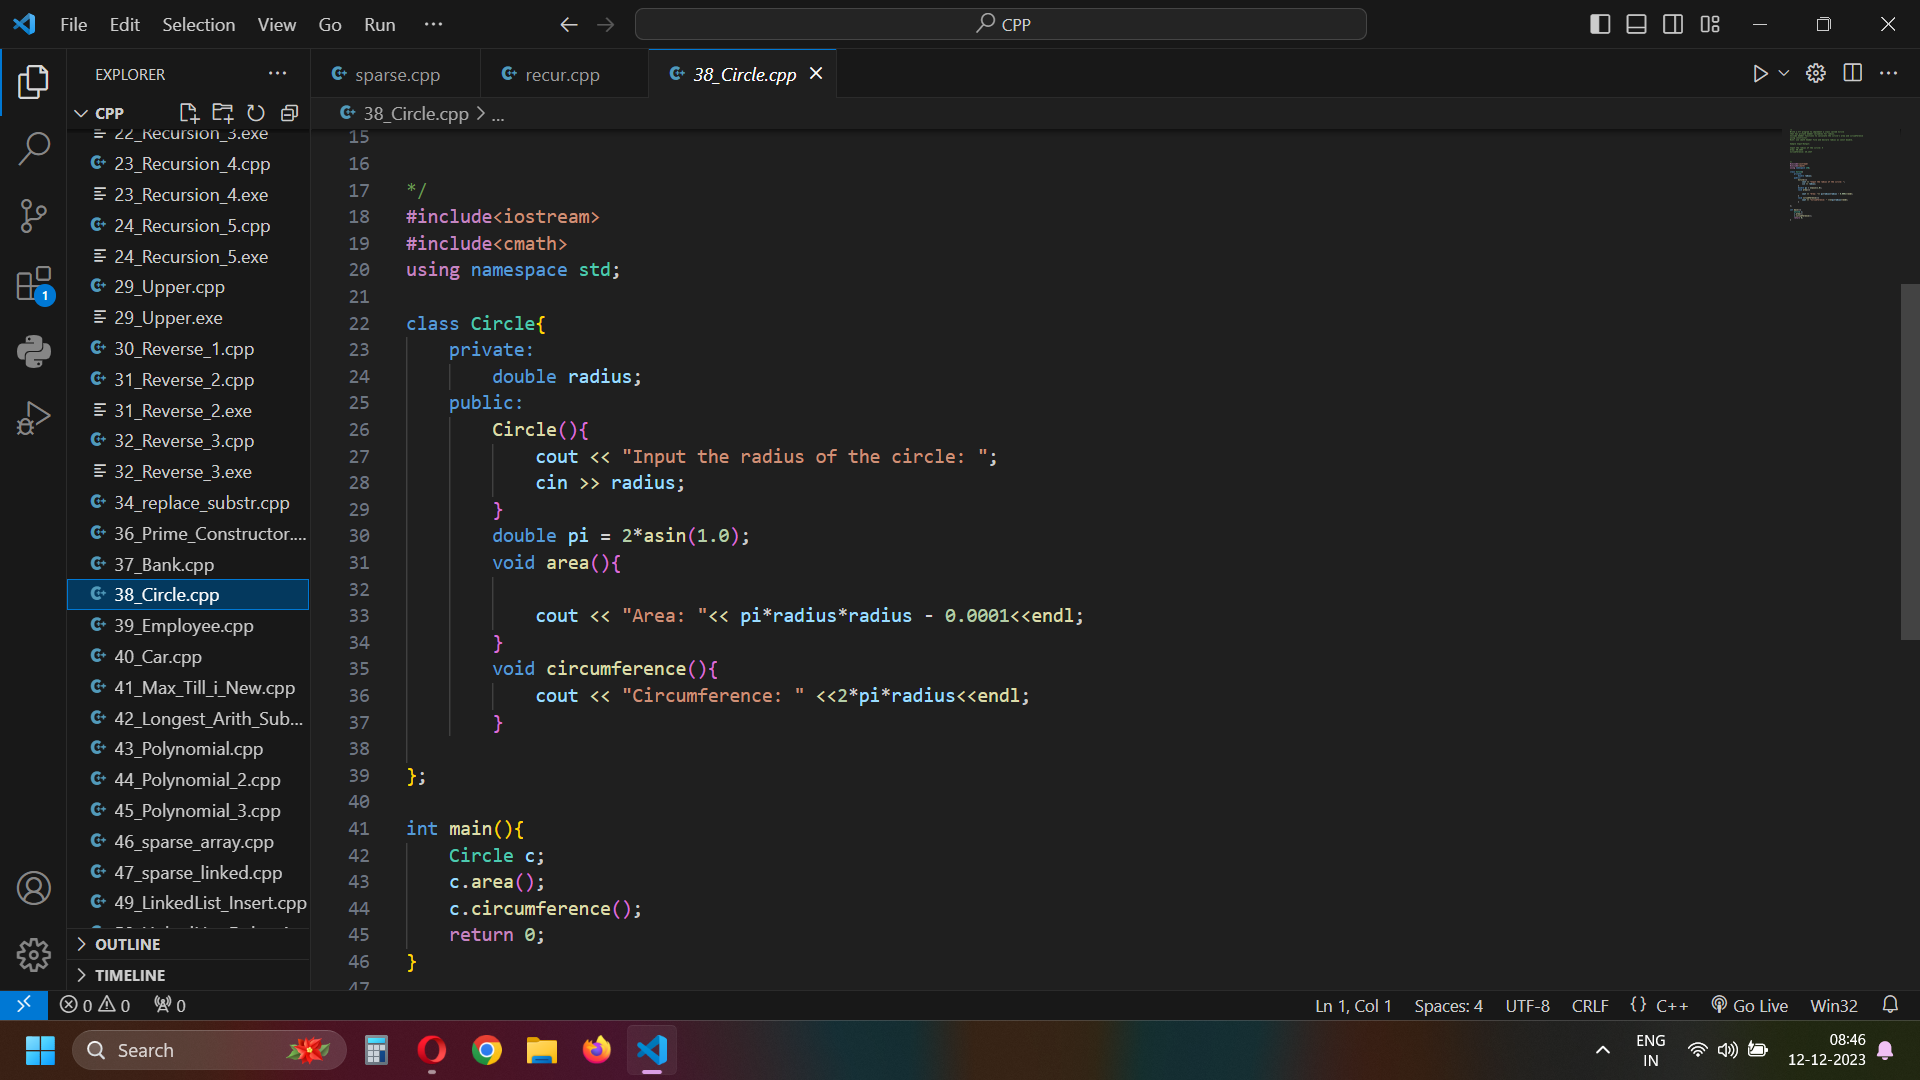 File Edit Selection View Go Run ···
CPP
EXPLORER ···
CPP
22_Recursion_3.exe
23_Recursion_4.cpp
23_Recursion_4.exe
24_Recursion_5.cpp
24_Recursion_5.exe
29_Upper.cpp
29_Upper.exe
30_Reverse_1.cpp
31_Reverse_2.cpp
31_Reverse_2.exe
32_Reverse_3.cpp
32_Reverse_3.exe
34_replace_substr.cpp
36_Prime_Constructor....
37_Bank.cpp
38_Circle.cpp
39_Employee.cpp
40_Car.cpp
41_Max_Till_i_New.cpp
42_Longest_Arith_Sub...
43_Polynomial.cpp
44_Polynomial_2.cpp
45_Polynomial_3.cpp
46_sparse_array.cpp
47_sparse_linked.cpp
49_LinkedList_Insert.cpp
OUTLINE
TIMELINE
1
sparse.cpp recur.cpp 38_Circle.cpp
38_Circle.cpp > ...
15
16
17 */
18 #include<iostream>
19 #include<cmath>
20 using namespace std;
21
22 class Circle{
23 private:
24 double radius;
25 public:
26 Circle(){
27 cout << "Input the radius of the circle: ";
28 cin >> radius;
29 }
30 double pi = 2*asin(1.0);
31 void area(){
32
33 cout << "Area: "<< pi*radius*radius - 0.0001<<endl;
34 }
35 void circumference(){
36 cout << "Circumference: " <<2*pi*radius<<endl;
37 }
38
39 };
40
41 int main(){
42 Circle c;
43 c.area();
44 c.circumference();
45 return 0;
46 }
47
0 0 0
Ln 1, Col 1 Spaces: 4 UTF-8 CRLF {} C++ Go Live Win32
Search
ENG
IN
08:46
12-12-2023